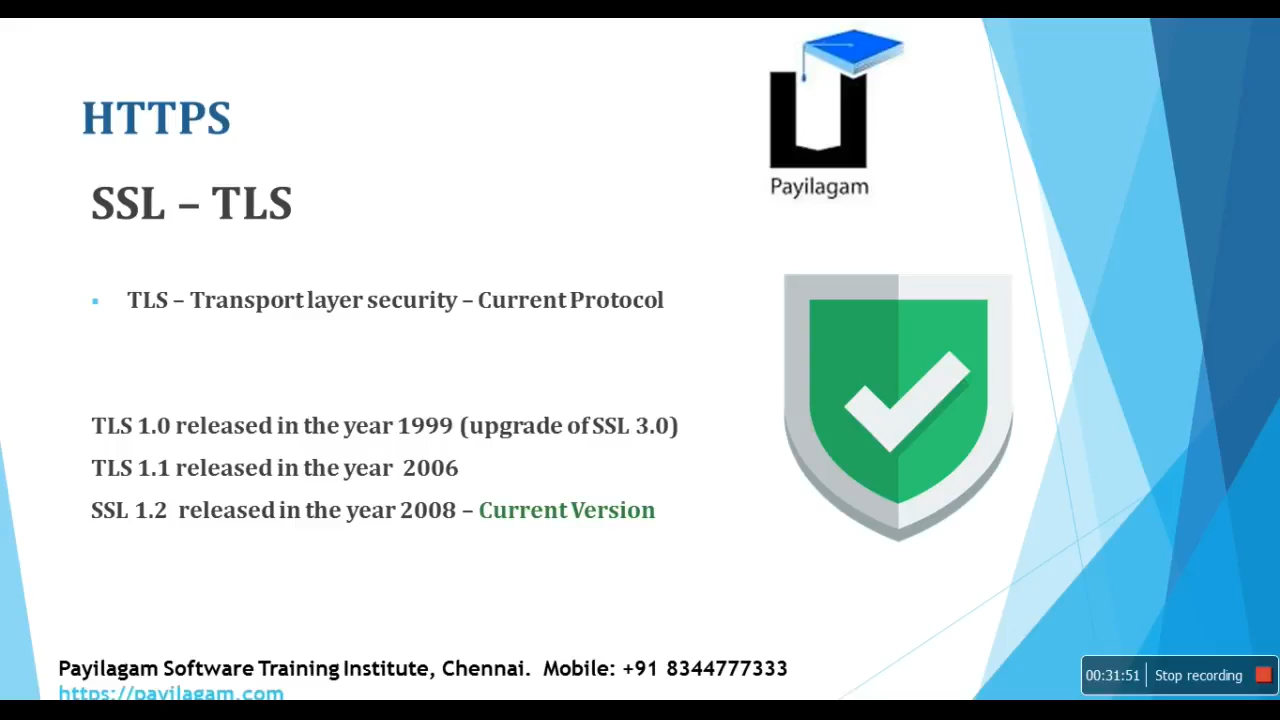 HTTPS
Payilagam
SSL – TLS
▪ TLS – Transport layer security – Current Protocol
TLS 1.0 released in the year 1999 (upgrade of SSL 3.0)
TLS 1.1 released in the year 2006
SSL 1.2 released in the year 2008 – Current Version
Payilagam Software Training Institute, Chennai. Mobile: +91 8344777333
https://payilagam.com
00:31:51 Stop recording